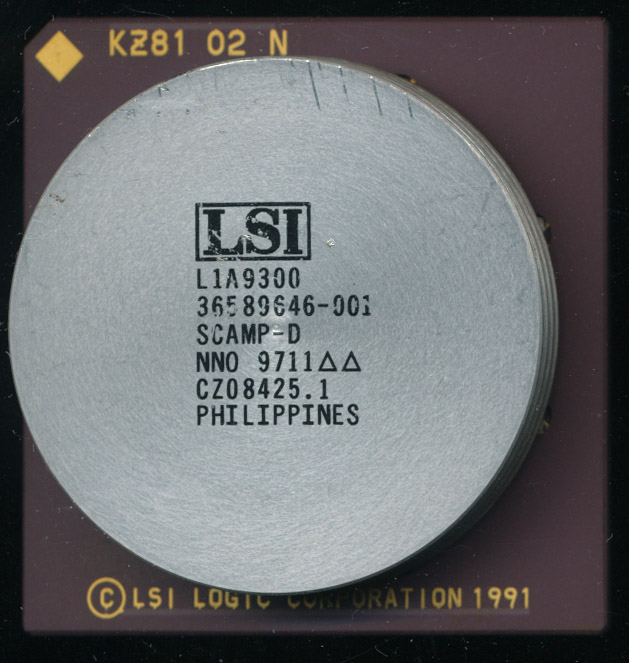 KZ81 02 N
LSI
L1A9300
36589646-001
SCAMP-D
NNO 9711△△
CZ08425.1
PHILIPPINES
© LSI LOGIC CORPORATION 1991